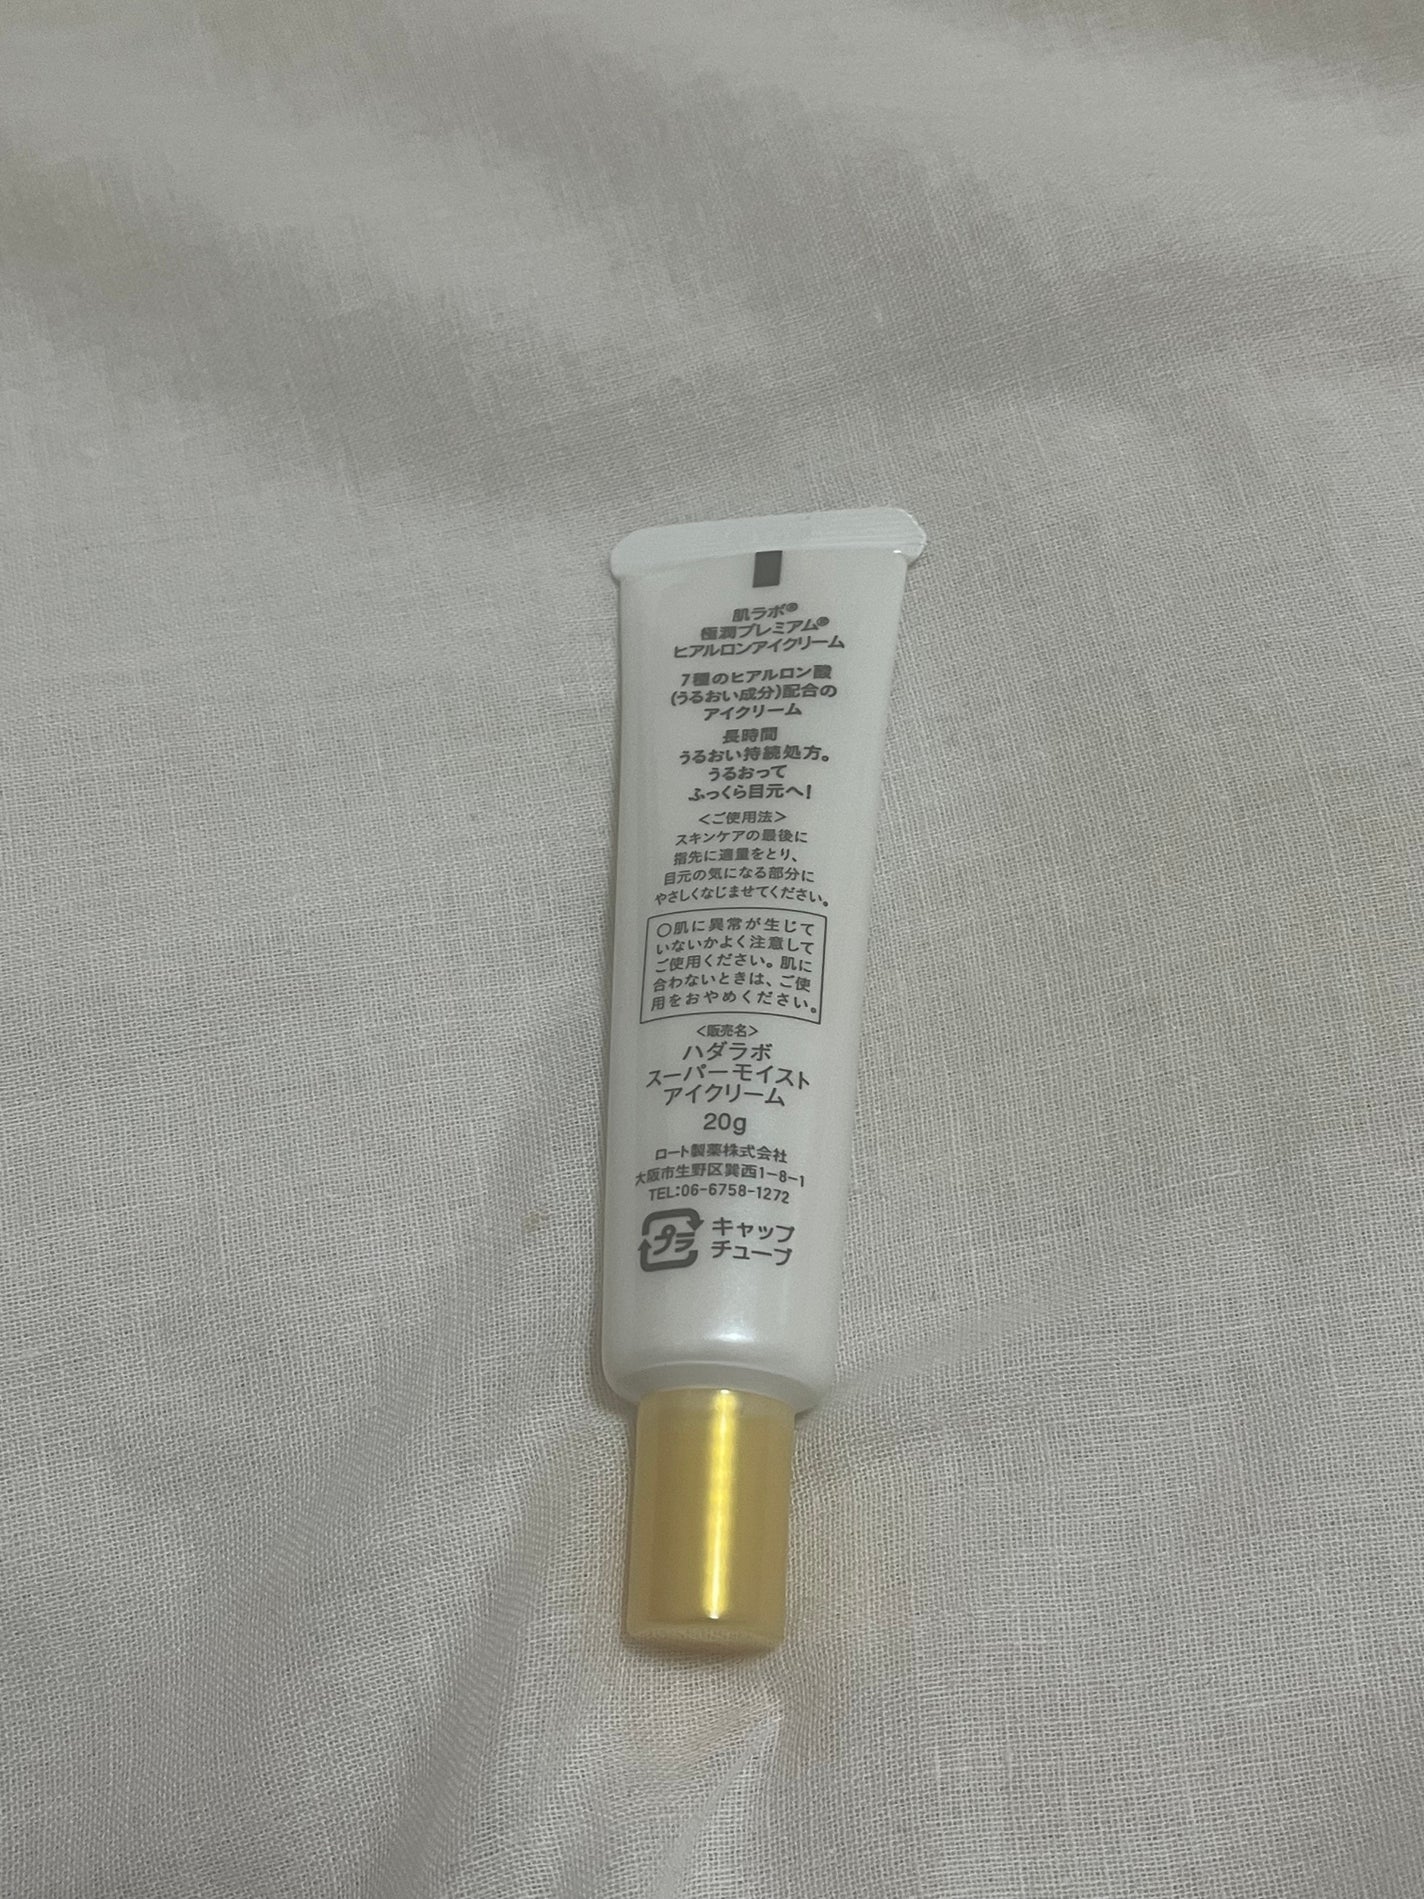 肌ラボ®
極潤プレミアム®
ヒアルロンアイクリーム
7種のヒアルロン酸
(うるおい成分)配合の
アイクリーム
長時間
うるおい持続処方。
うるおって
ふっくら目元へ!
<ご使用法>
スキンケアの最後に
指先に適量をとり、
目元の気になる部分に
やさしくなじませてください。
〇肌に異常が生じて
いないかよく注意して
ご使用ください。肌に
合わないときは、ご使
用をおやめください。
<販売名>
ハダラボ
スーパーモイスト
アイクリーム
20g
ロート製薬株式会社
大阪市生野区巽西1-8-1
TEL:06-6758-1272
プラ キャップ
チューブ